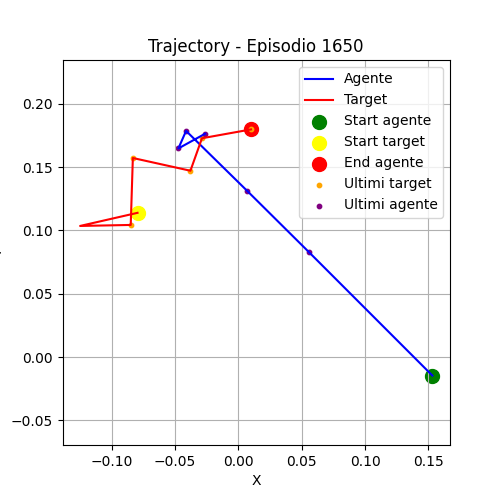 Trajectory - Episodio 1650
Agente
Target
Start agente
Start target
End agente
Ultimi target
Ultimi agente
0.20
0.15
0.10
0.05
0.00
−0.05
−0.10
−0.05
0.00
0.05
0.10
0.15
X